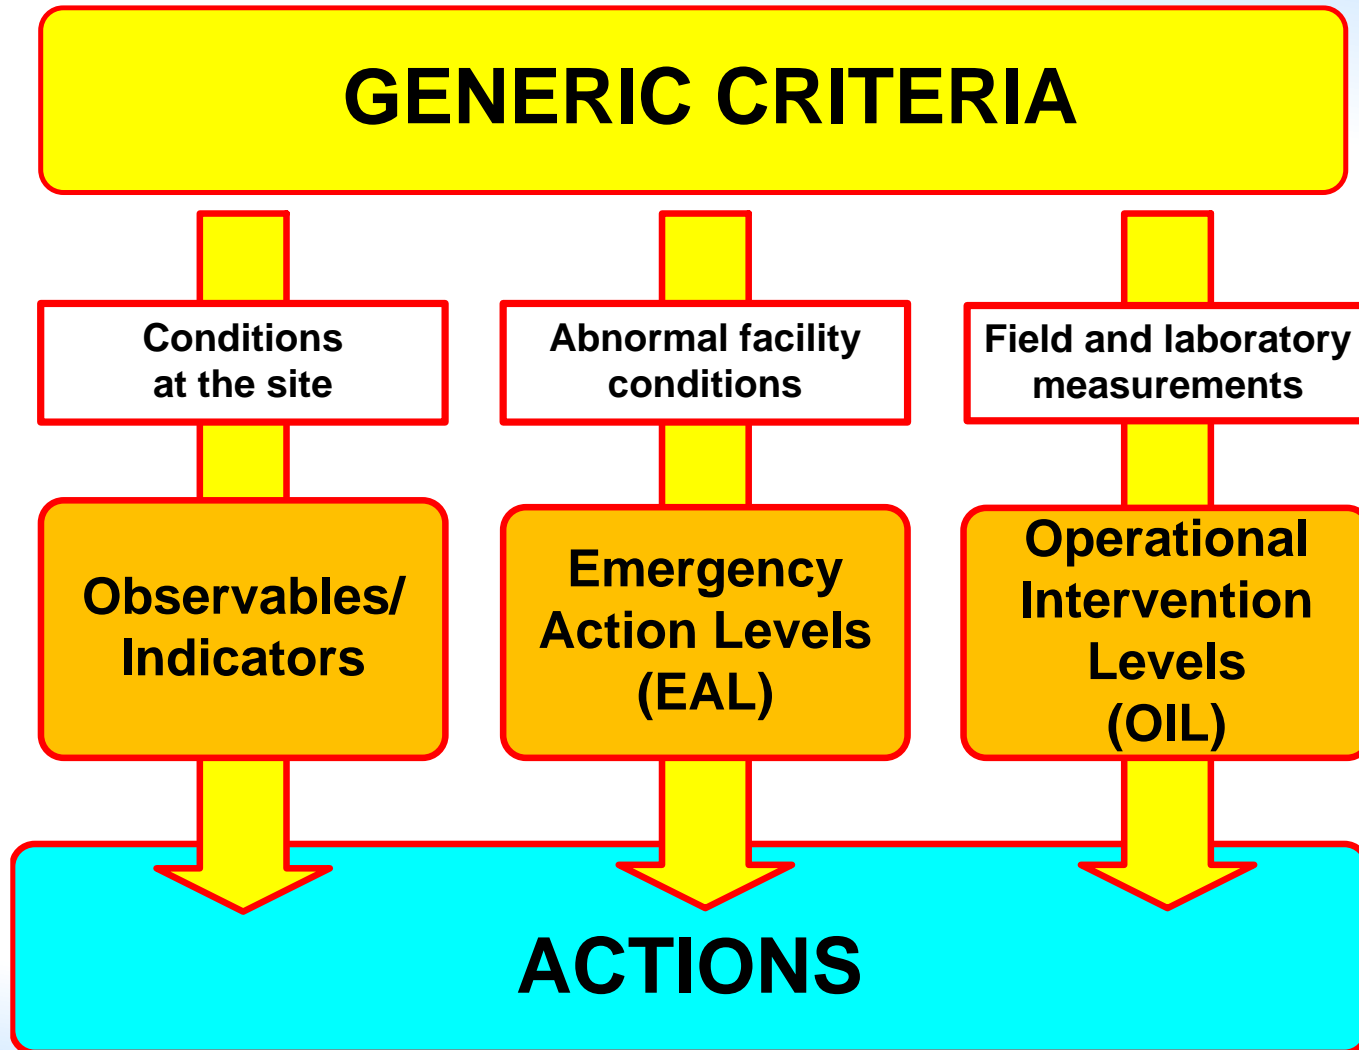 GENERIC CRITERIA
Conditions
at the site
Abnormal facility
conditions
Field and laboratory
measurements
Observables/
Indicators
Emergency
Action Levels
(EAL)
Operational
Intervention
Levels
(OIL)
ACTIONS